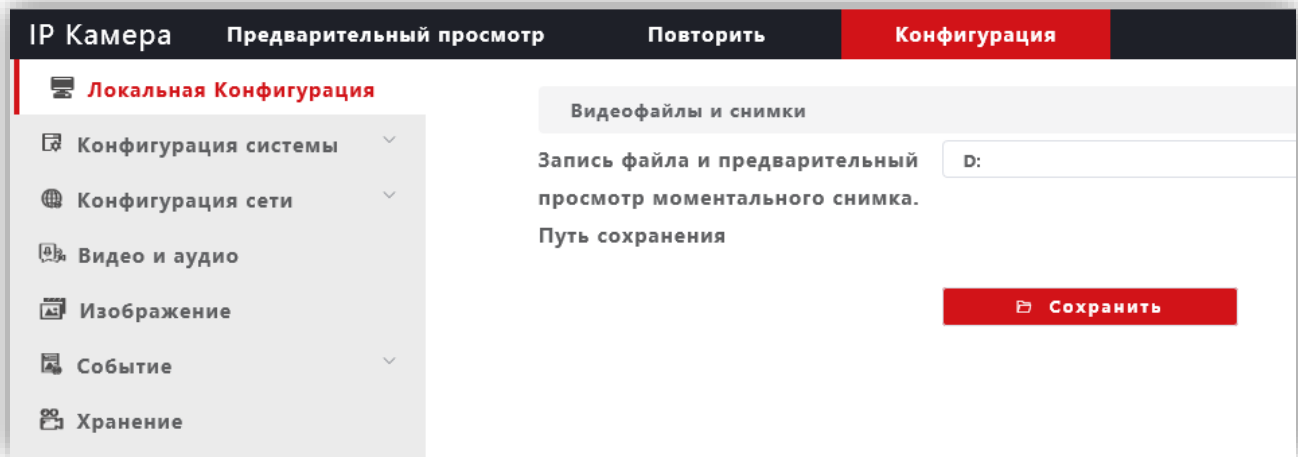 IP Камера Предварительный просмотр Повторить Конфигурация
Локальная Конфигурация
Конфигурация системы
Конфигурация сети
Видео и аудио
Изображение
Событие
Хранение
Видеофайлы и снимки
Запись файла и предварительный
просмотр моментального снимка.
Путь сохранения
D:
Сохранить